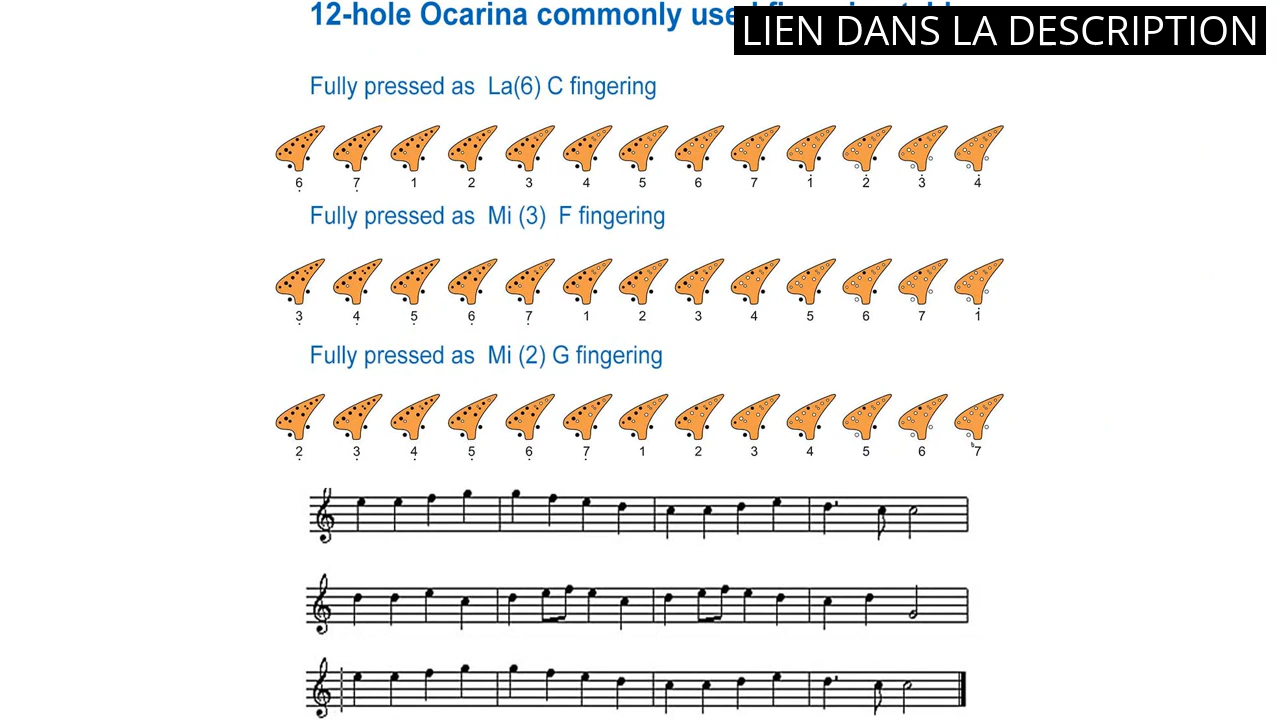 12-hole Ocarina commonly
LIEN DANS LA DESCRIPTION
Fully pressed as La(6) C fingering
6 7 1 2 3 4 5 6 7 1 2 3 4
Fully pressed as Mi (3) F fingering
3 4 5 6 7 1 2 3 4 5 6 7 1
Fully pressed as Mi (2) G fingering
2 3 4 5 6 7 1 2 3 4 5 6 7